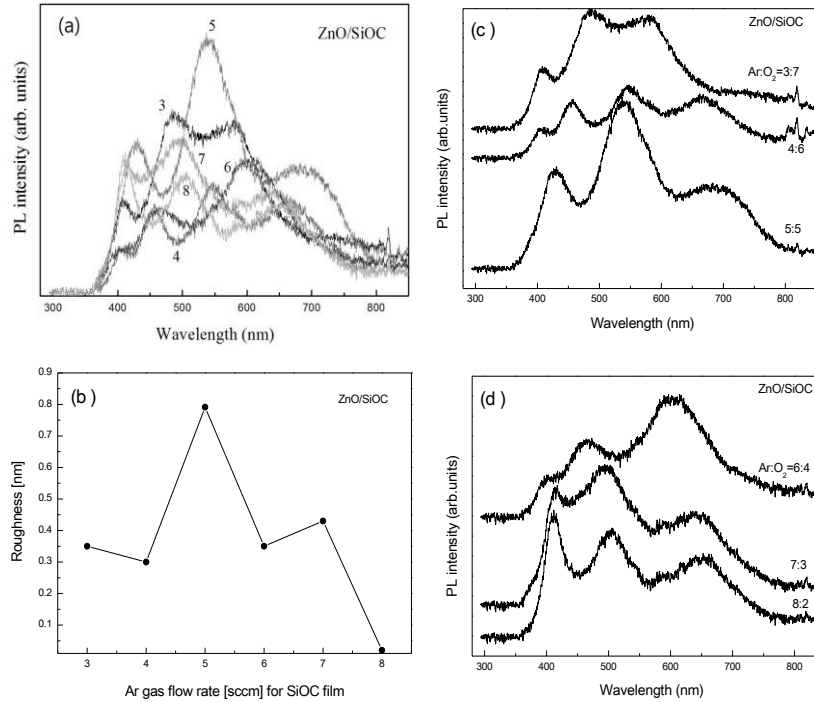 (a)
ZnO/SiOC
5
3
7
6
8
4
PL intensity (arb. units)
300 400 500 600 700 800
Wavelength (nm)
(c)
ZnO/SiOC
Ar:O2=3:7
4:6
5:5
PL intensity (arb.units)
300 400 500 600 700 800
Wavelength (nm)
(b )
ZnO/SiOC
0.9
0.8
0.7
0.6
0.5
0.4
0.3
0.2
0.1
Roughness [nm]
3 4 5 6 7 8
Ar gas flow rate [sccm] for SiOC film
(d )
ZnO/SiOC
Ar:O2=6:4
7:3
8:2
PL intensity (arb.units)
300 400 500 600 700 800
Wavelength (nm)